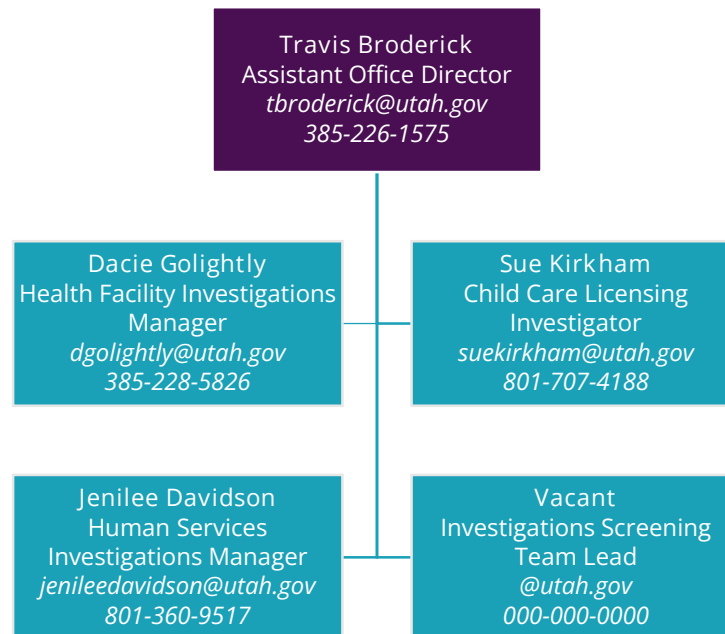 Travis Broderick
Assistant Office Director
tbroderick@utah.gov
385-226-1575
Dacie Golightly
Health Facility Investigations
Manager
dgolightly@utah.gov
385-228-5826
Sue Kirkham
Child Care Licensing
Investigator
suekirkham@utah.gov
801-707-4188
Jenilee Davidson
Human Services
Investigations Manager
jenileedavidson@utah.gov
801-360-9517
Vacant
Investigations Screening
Team Lead
@utah.gov
000-000-0000